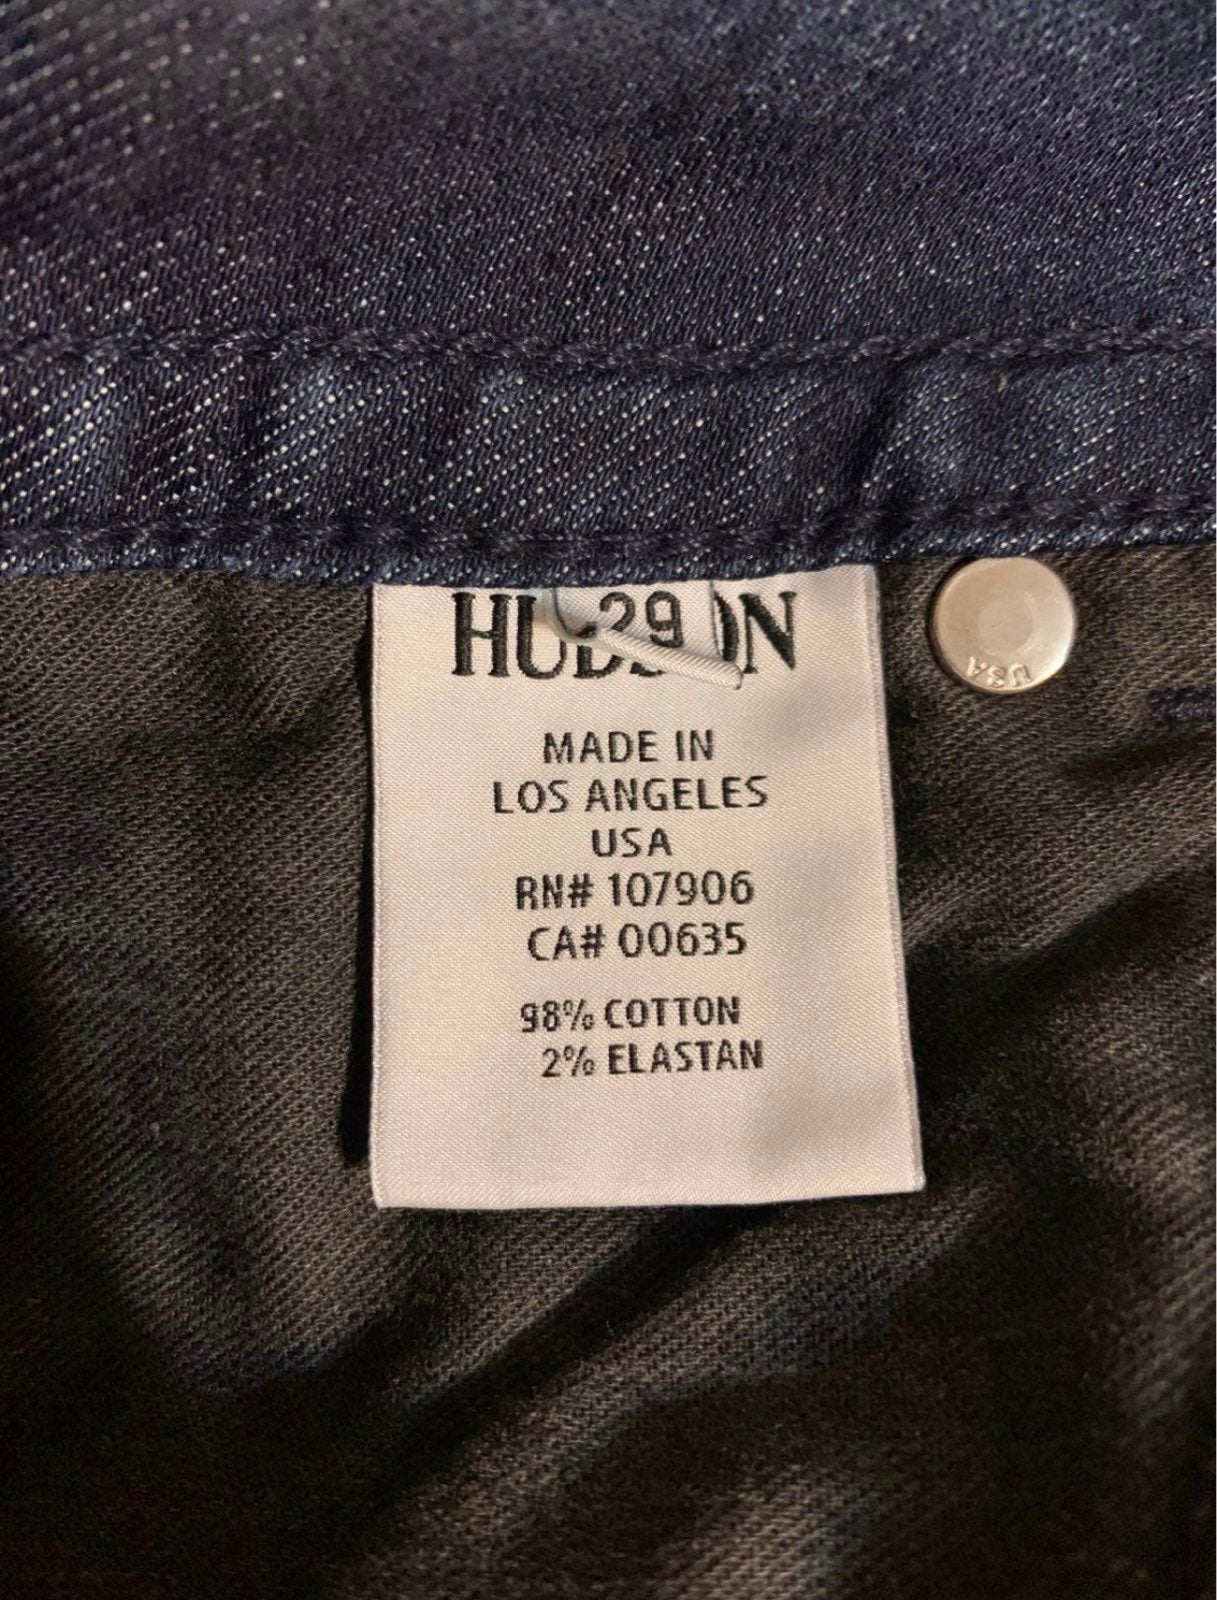 HUDSON
29
MADE IN
LOS ANGELES
USA
RN# 107906
CA# 00635
98% COTTON
2% ELASTAN
USA